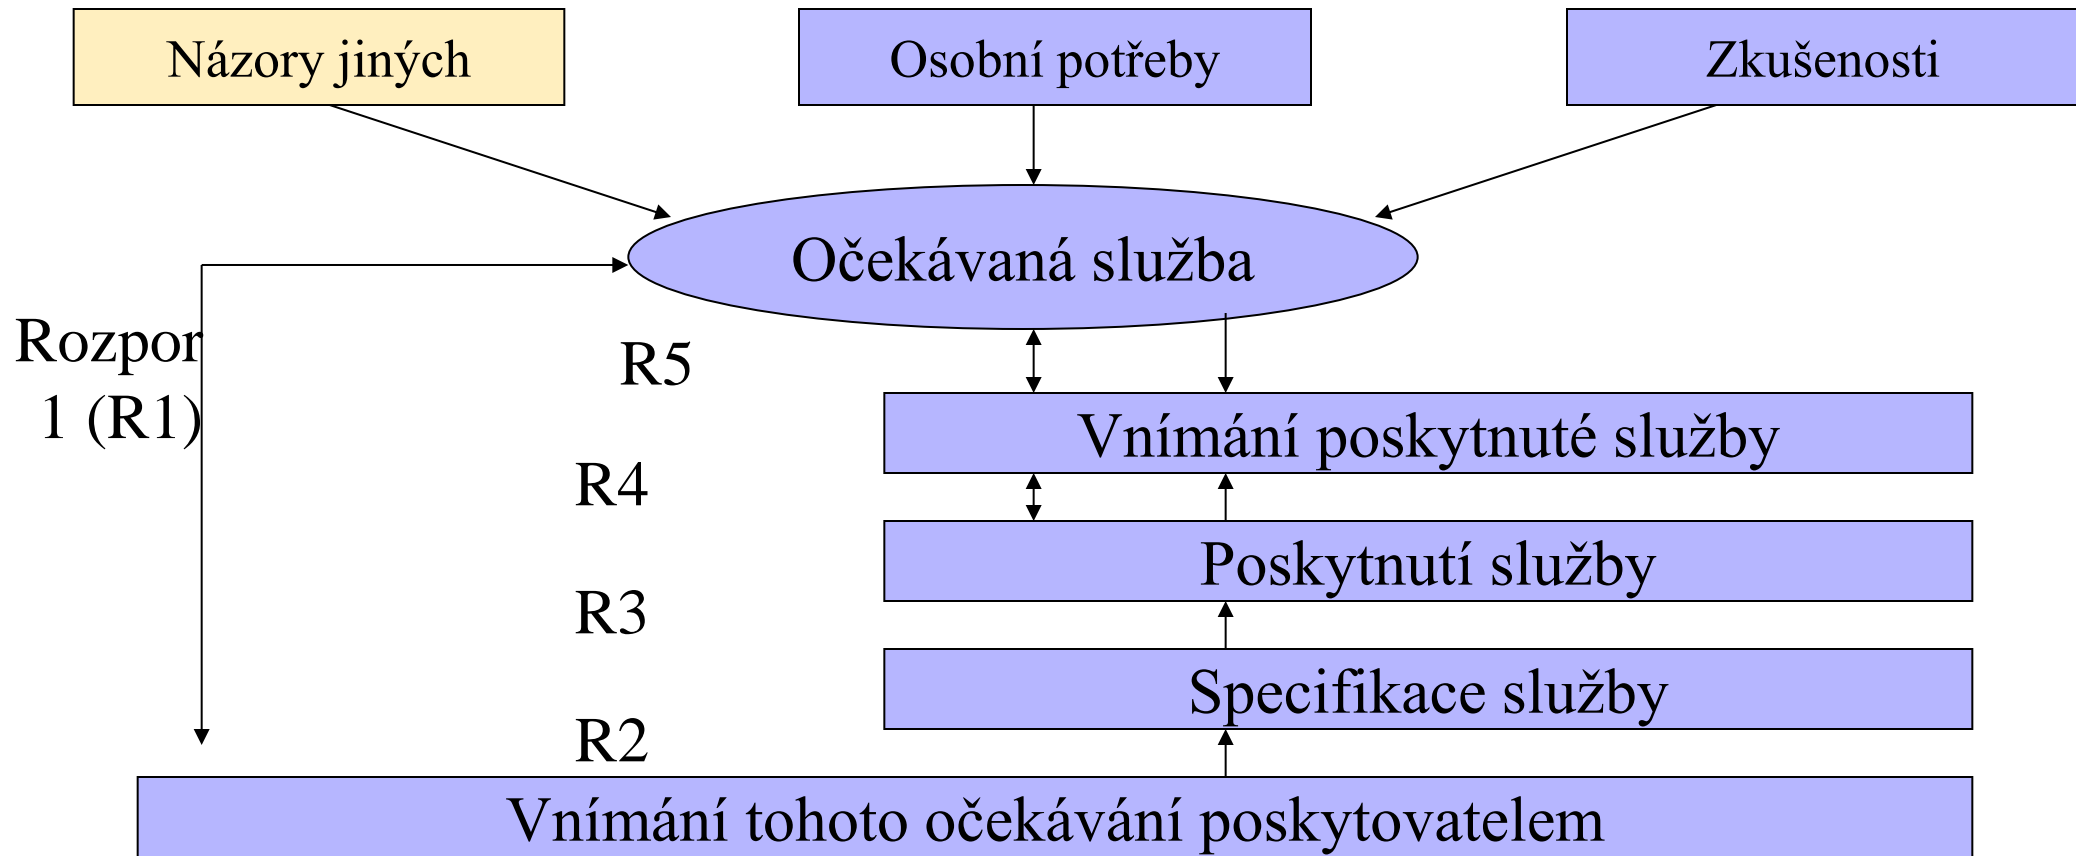 Názory jiných
Osobní potřeby
Zkušenosti
Očekávaná služba
Rozpor
1 (R1)
R5
Vnímání poskytnuté služby
R4
Poskytnutí služby
R3
Specifikace služby
R2
Vnímání tohoto očekávání poskytovatelem